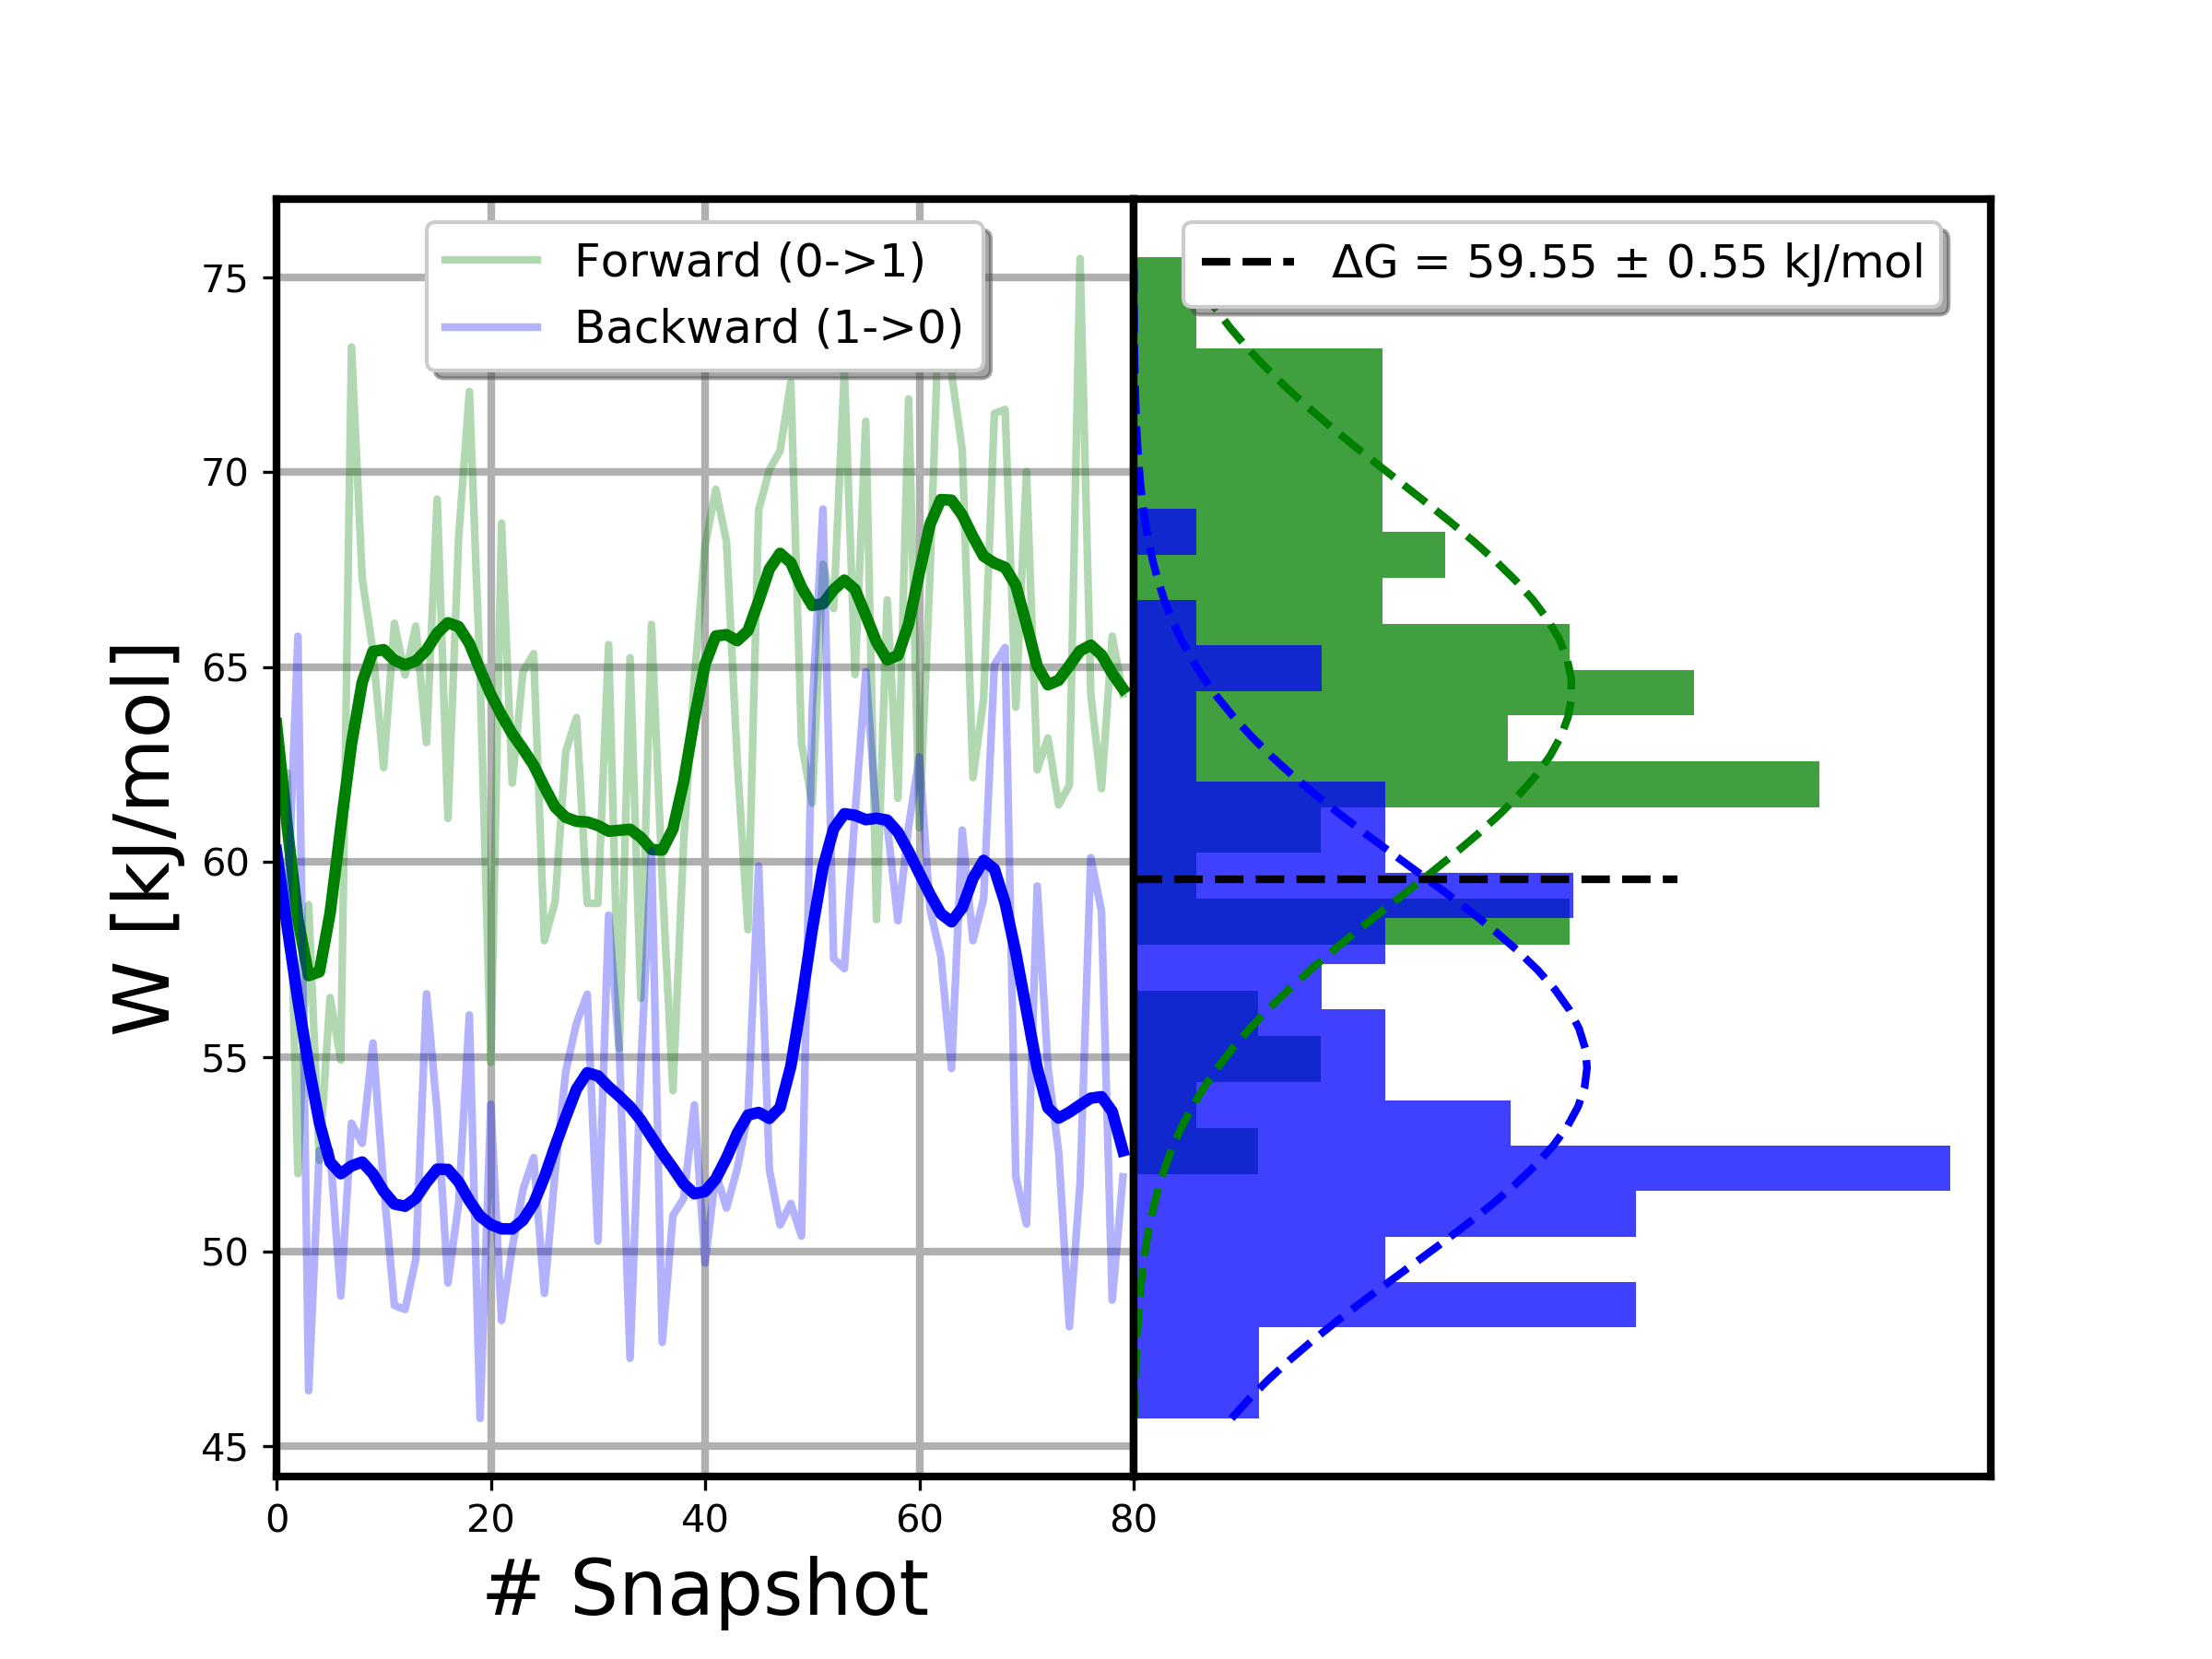 Forward (0->1)
Backward (1->0)
ΔG = 59.55 ± 0.55 kJ/mol
W [kJ/mol]
75
70
65
60
55
50
45
0 20 40 60 80
# Snapshot